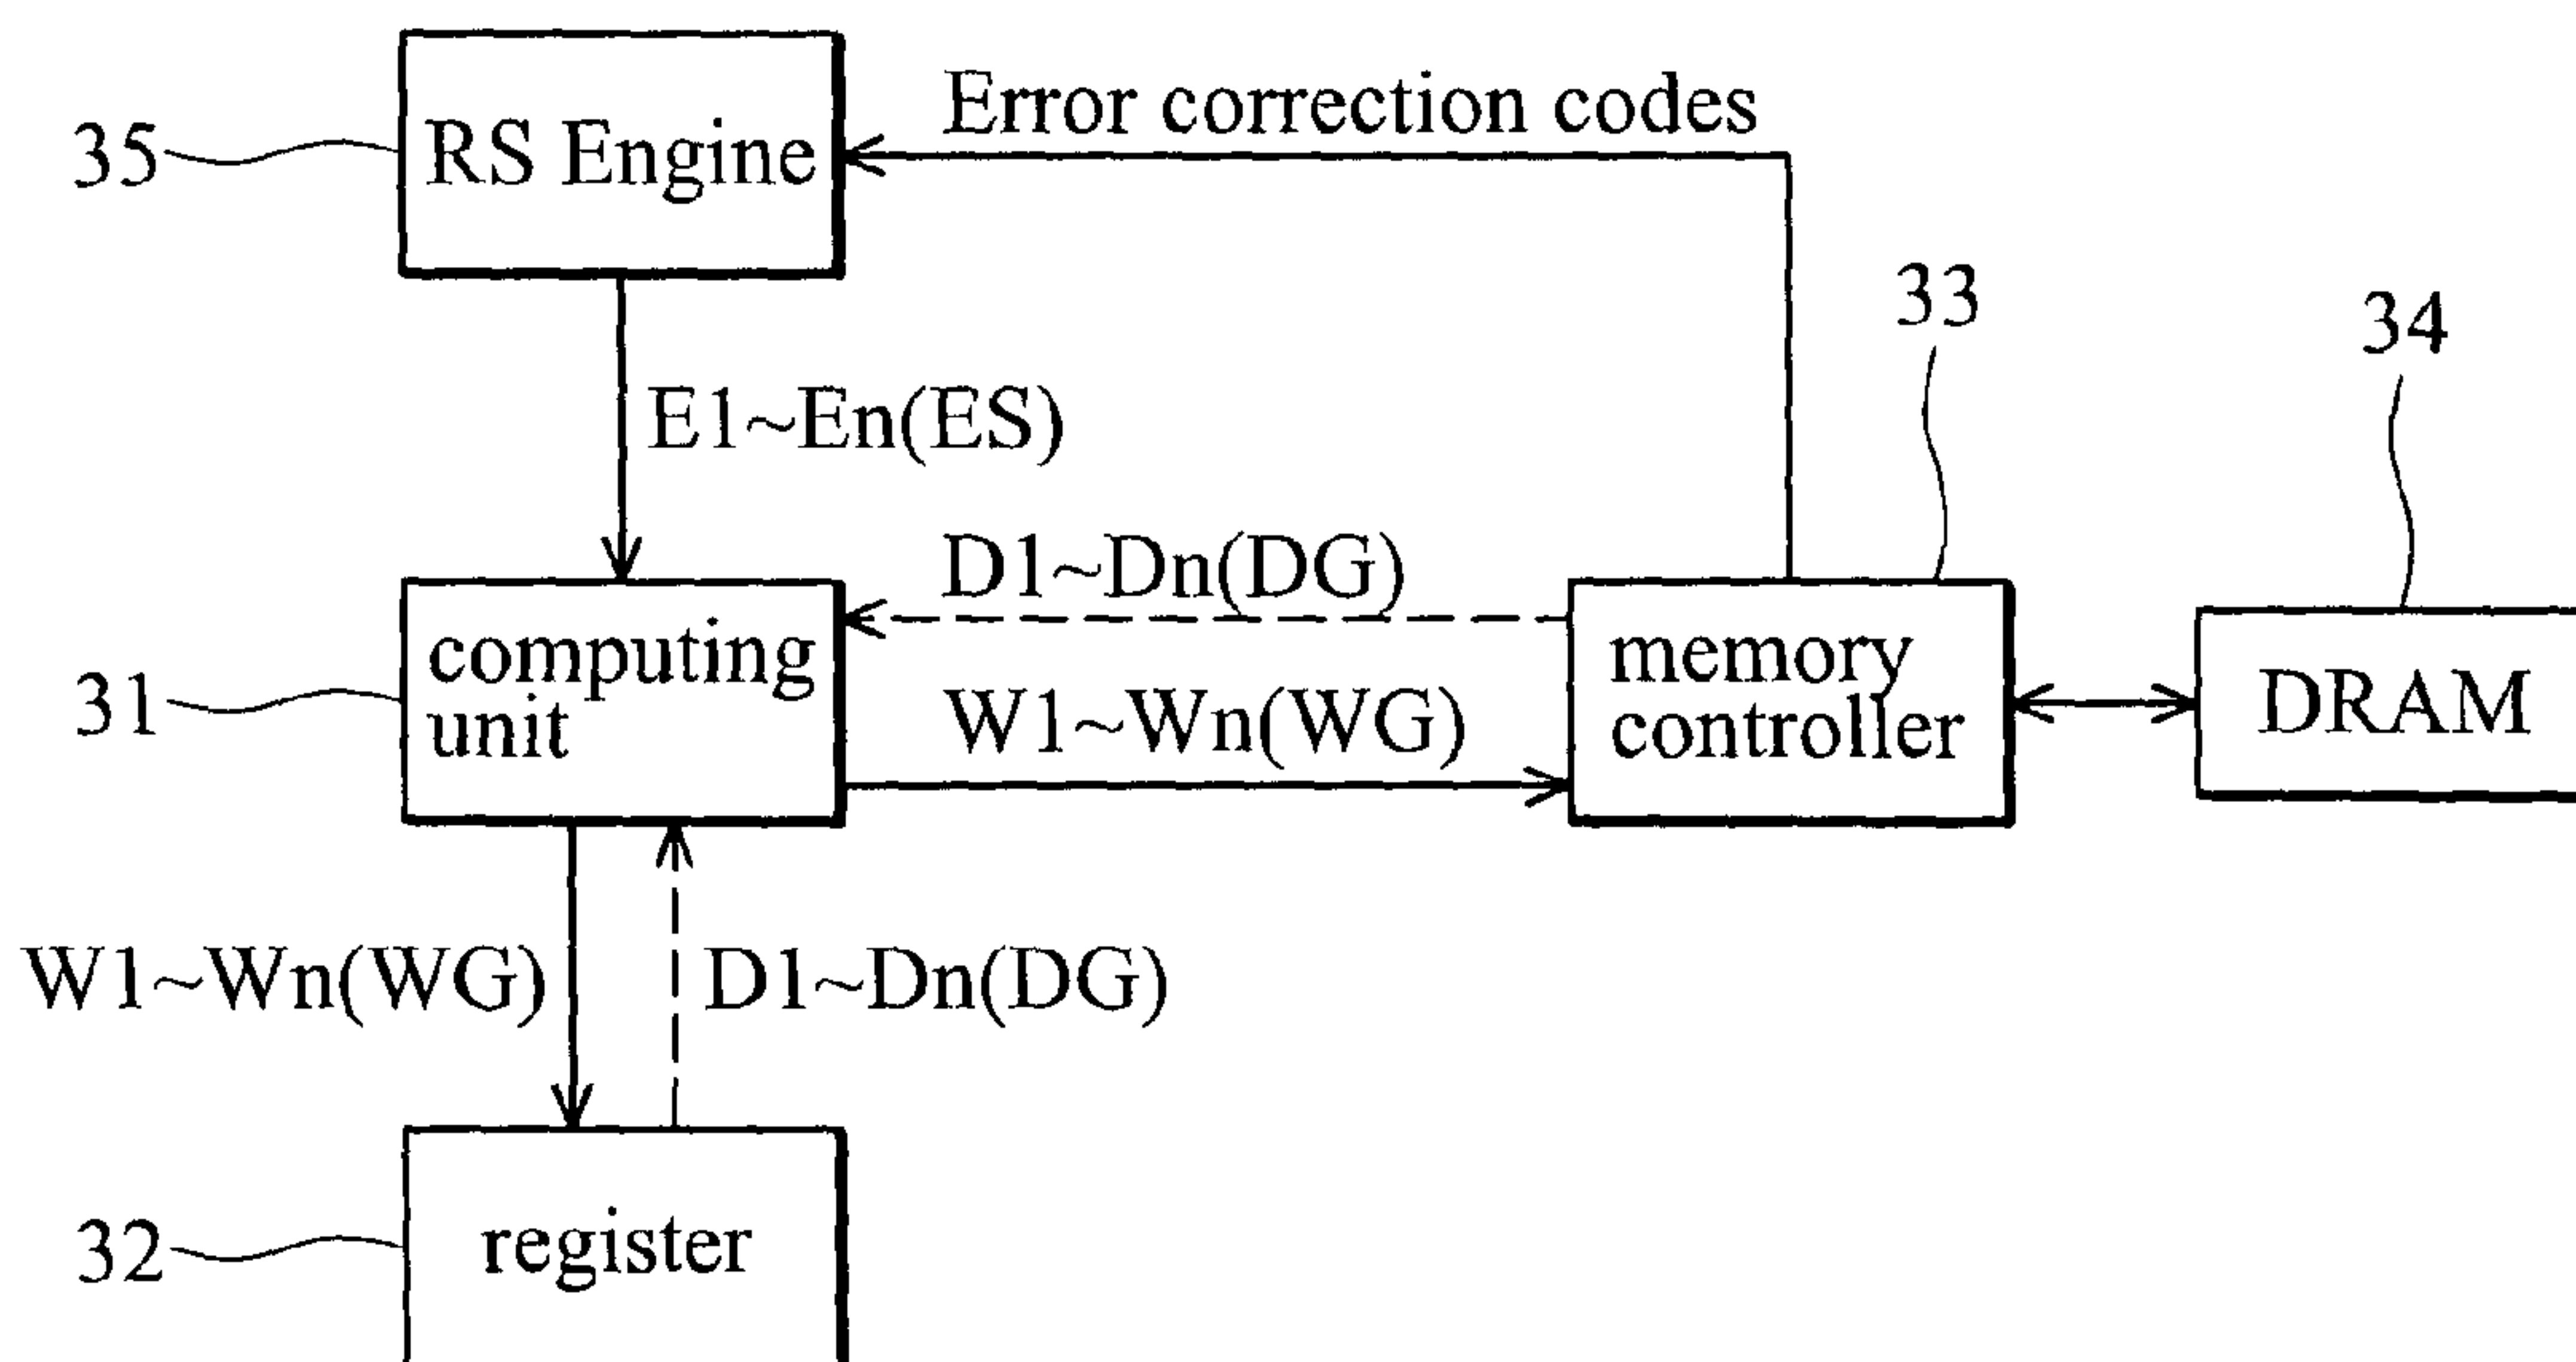 Error correction codes
35
RS Engine
33
34
E1~En(ES)
D1~Dn(DG)
31
computing
unit
memory
controller
DRAM
W1~Wn(WG)
W1~Wn(WG)
D1~Dn(DG)
32
register